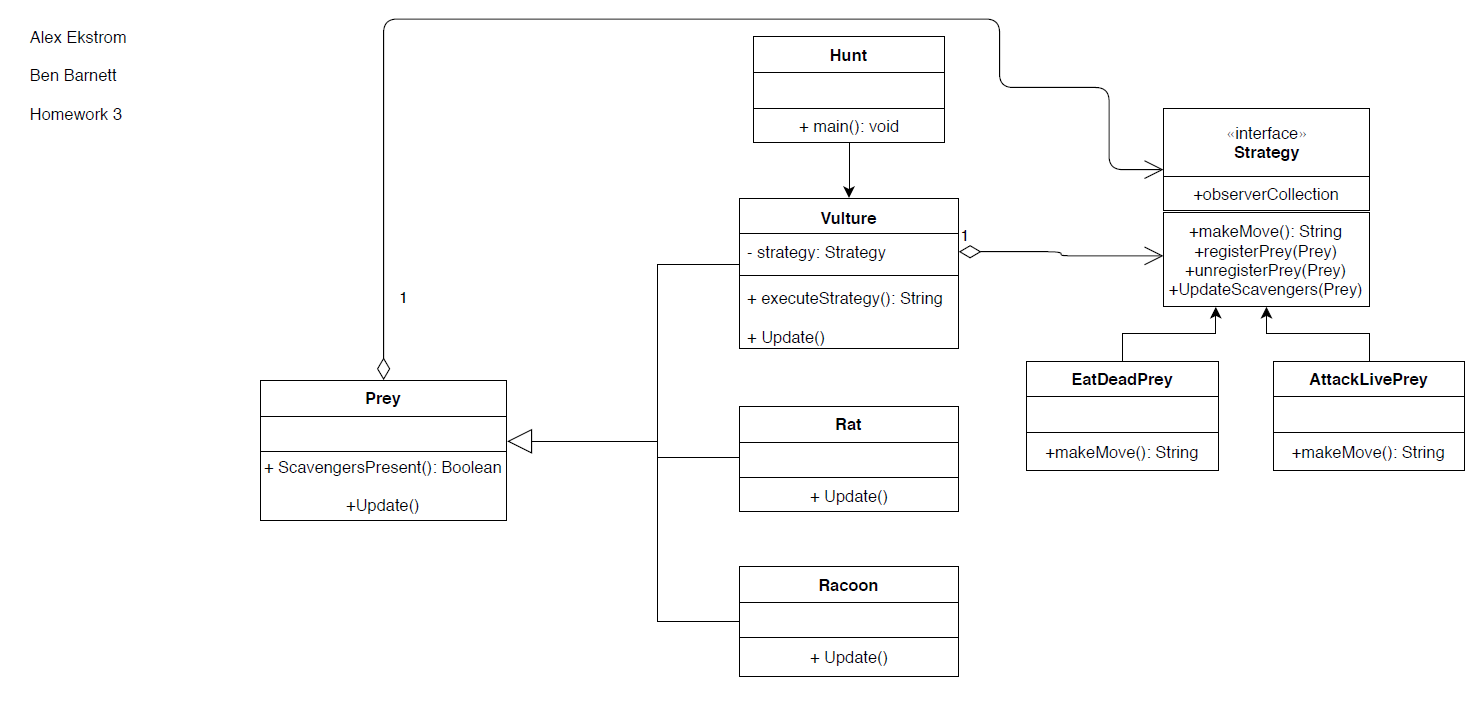 Alex Ekstrom
Ben Barnett
Homework 3
Hunt
+ main(): void
«interface»
Strategy
+observerCollection
+makeMove(): String
+registerPrey(Prey)
+unregisterPrey(Prey)
+UpdateScavengers(Prey)
Vulture
- strategy: Strategy
+ executeStrategy(): String
+ Update()
1
1
EatDeadPrey
+makeMove(): String
AttackLivePrey
+makeMove(): String
Prey
+ ScavengersPresent(): Boolean
+Update()
Rat
+ Update()
Racoon
+ Update()